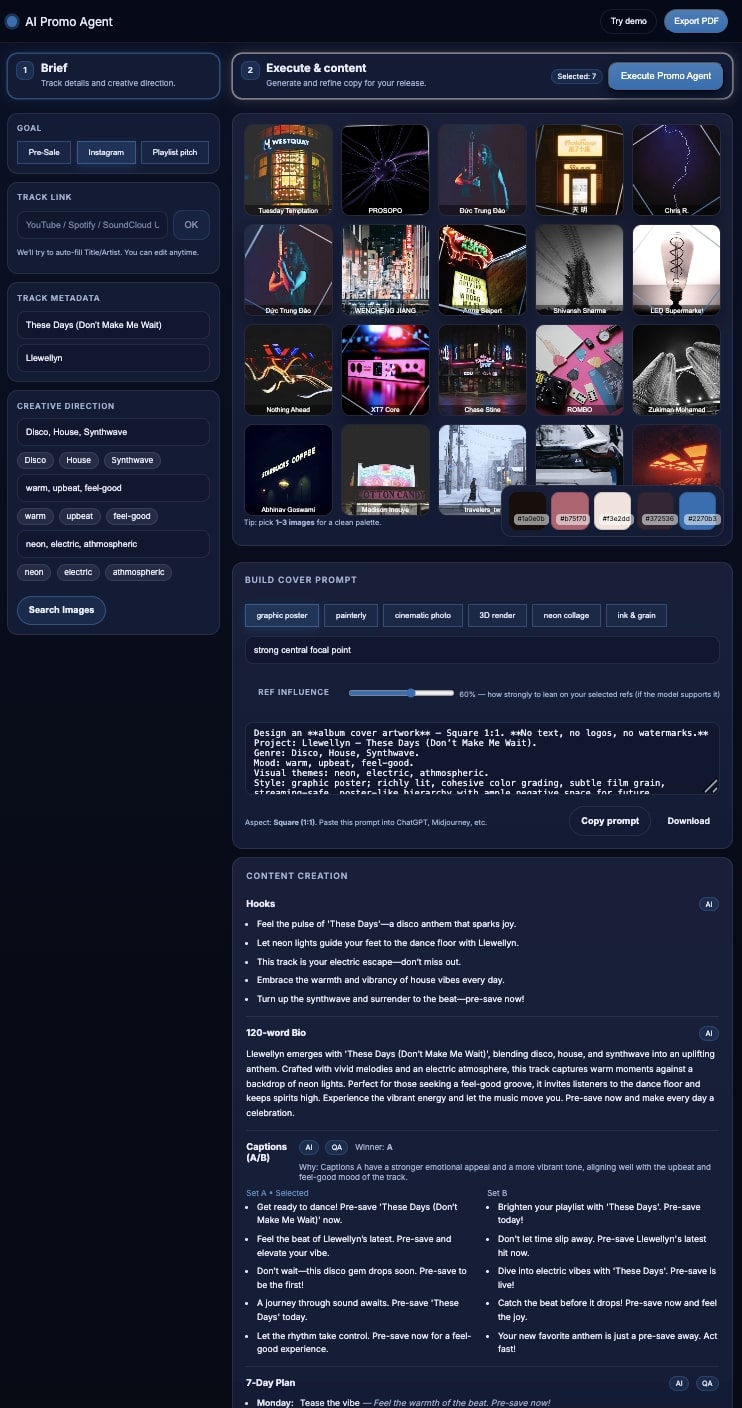 AI Promo Agent
Try demo
Export PDF
1
Brief
Track details and creative direction.
2
Execute & content
Generate and refine copy for your release.
Selected: 7
Execute Promo Agent
GOAL
Pre-Sale
Instagram
Playlist pitch
TRACK LINK
YouTube / Spotify / SoundCloud U
OK
We'll try to auto-fill Title/Artist. You can edit anytime.
TRACK METADATA
These Days (Don't Make Me Wait)
Llewellyn
CREATIVE DIRECTION
Disco, House, Synthwave
Disco
House
Synthwave
warm, upbeat, feel-good
warm
upbeat
feel-good
neon, electric, athmospheric
neon
electric
athmospheric
Search Images
WESTQUAY
Tuesday Temptation
PROSOPO
Đức Trung Đào
天明
Chris R.
Đức Trung Đào
WENCHENG JIANG
Anna Seipert
Shivansh Sharma
LED Supermarket
Nothing Ahead
XT7 Core
Chase Stine
ROMBO
Zukiman Mohamad
STARBUCKS COFFEE
Abhinav Goswami
COTTON CANDY
Madison Inouye
travelers_tw
#1a0e0b
#b75f70
#f3e2dd
#372536
#2270b3
Tip: pick 1–3 images for a clean palette.
BUILD COVER PROMPT
graphic poster
painterly
cinematic photo
3D render
neon collage
ink & grain
strong central focal point
REF INFLUENCE
60% — how strongly to lean on your selected refs (if the model supports it)
Design an **album cover artwork** — Square 1:1. **No text, no logos, no watermarks.**
Project: Llewellyn — These Days (Don't Make Me Wait).
Genre: Disco, House, Synthwave.
Mood: warm, upbeat, feel-good.
Visual themes: neon, electric, athmospheric.
Style: graphic poster; richly lit, cohesive color grading, subtle film grain,
streaming-safe, poster-like hierarchy with ample negative space for future
Aspect: Square (1:1). Paste this prompt into ChatGPT, Midjourney, etc.
Copy prompt
Download
CONTENT CREATION
Hooks
AI
• Feel the pulse of 'These Days'—a disco anthem that sparks joy.
• Let neon lights guide your feet to the dance floor with Llewellyn.
• This track is your electric escape—don't miss out.
• Embrace the warmth and vibrancy of house vibes every day.
• Turn up the synthwave and surrender to the beat—pre-save now!
120-word Bio
AI
Llewellyn emerges with 'These Days (Don't Make Me Wait)', blending disco, house, and synthwave into an uplifting
anthem. Crafted with vivid melodies and an electric atmosphere, this track captures warm moments against a
backdrop of neon lights. Perfect for those seeking a feel-good groove, it invites listeners to the dance floor and
keeps spirits high. Experience the vibrant energy and let the music move you. Pre-save now and make every day a
celebration.
Captions
(A/B)
AI
QA
Winner: A
Why: Captions A have a stronger emotional appeal and a more vibrant tone, aligning well with the upbeat and
feel-good mood of the track.
Set A • Selected
• Get ready to dance! Pre-save 'These Days (Don't
Make Me Wait)' now.
• Feel the beat of Llewellyn's latest. Pre-save and
elevate your vibe.
• Don't wait—this disco gem drops soon. Pre-save to
be the first!
• A journey through sound awaits. Pre-save 'These
Days' today.
• Let the rhythm take control. Pre-save now for a feel-
good experience.
Set B
• Brighten your playlist with 'These Days'. Pre-save
today!
• Don't let time slip away. Pre-save Llewellyn's latest
hit now.
• Dive into electric vibes with 'These Days'. Pre-save is
live!
• Catch the beat before it drops! Pre-save now and feel
the joy.
• Your new favorite anthem is just a pre-save away. Act
fast!
7-Day Plan
AI
QA
• Monday: Tease the vibe — Feel the warmth of the beat. Pre-save now!